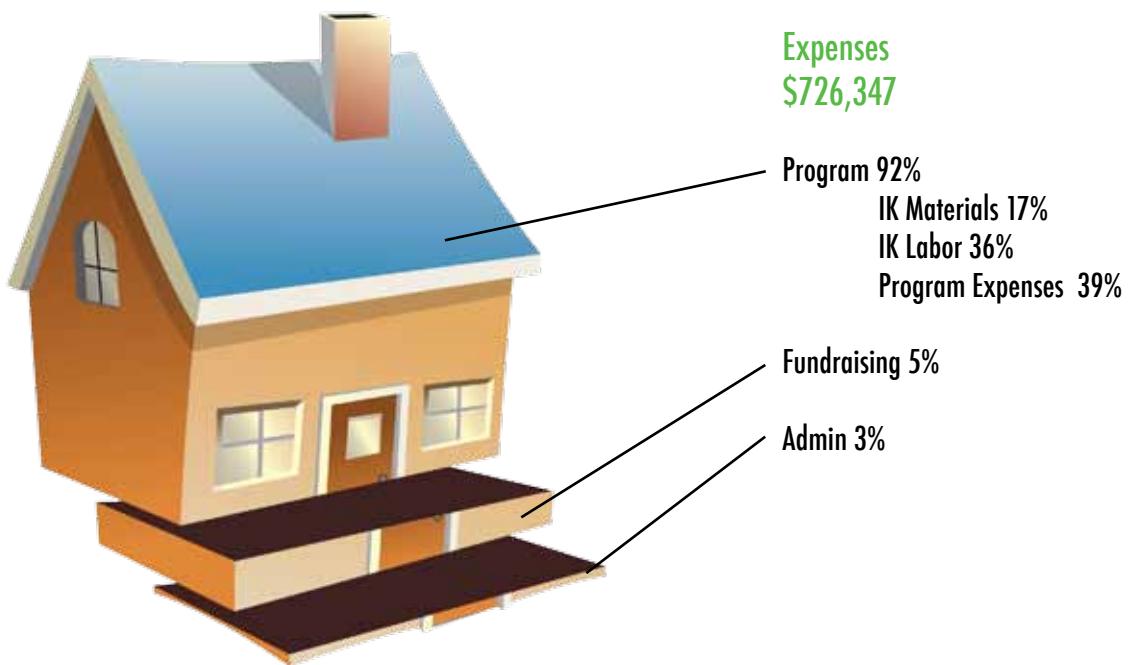 Expenses
$726,347
Program 92%
IK Materials 17%
IK Labor 36%
Program Expenses 39%
Fundraising 5%
Admin 3%